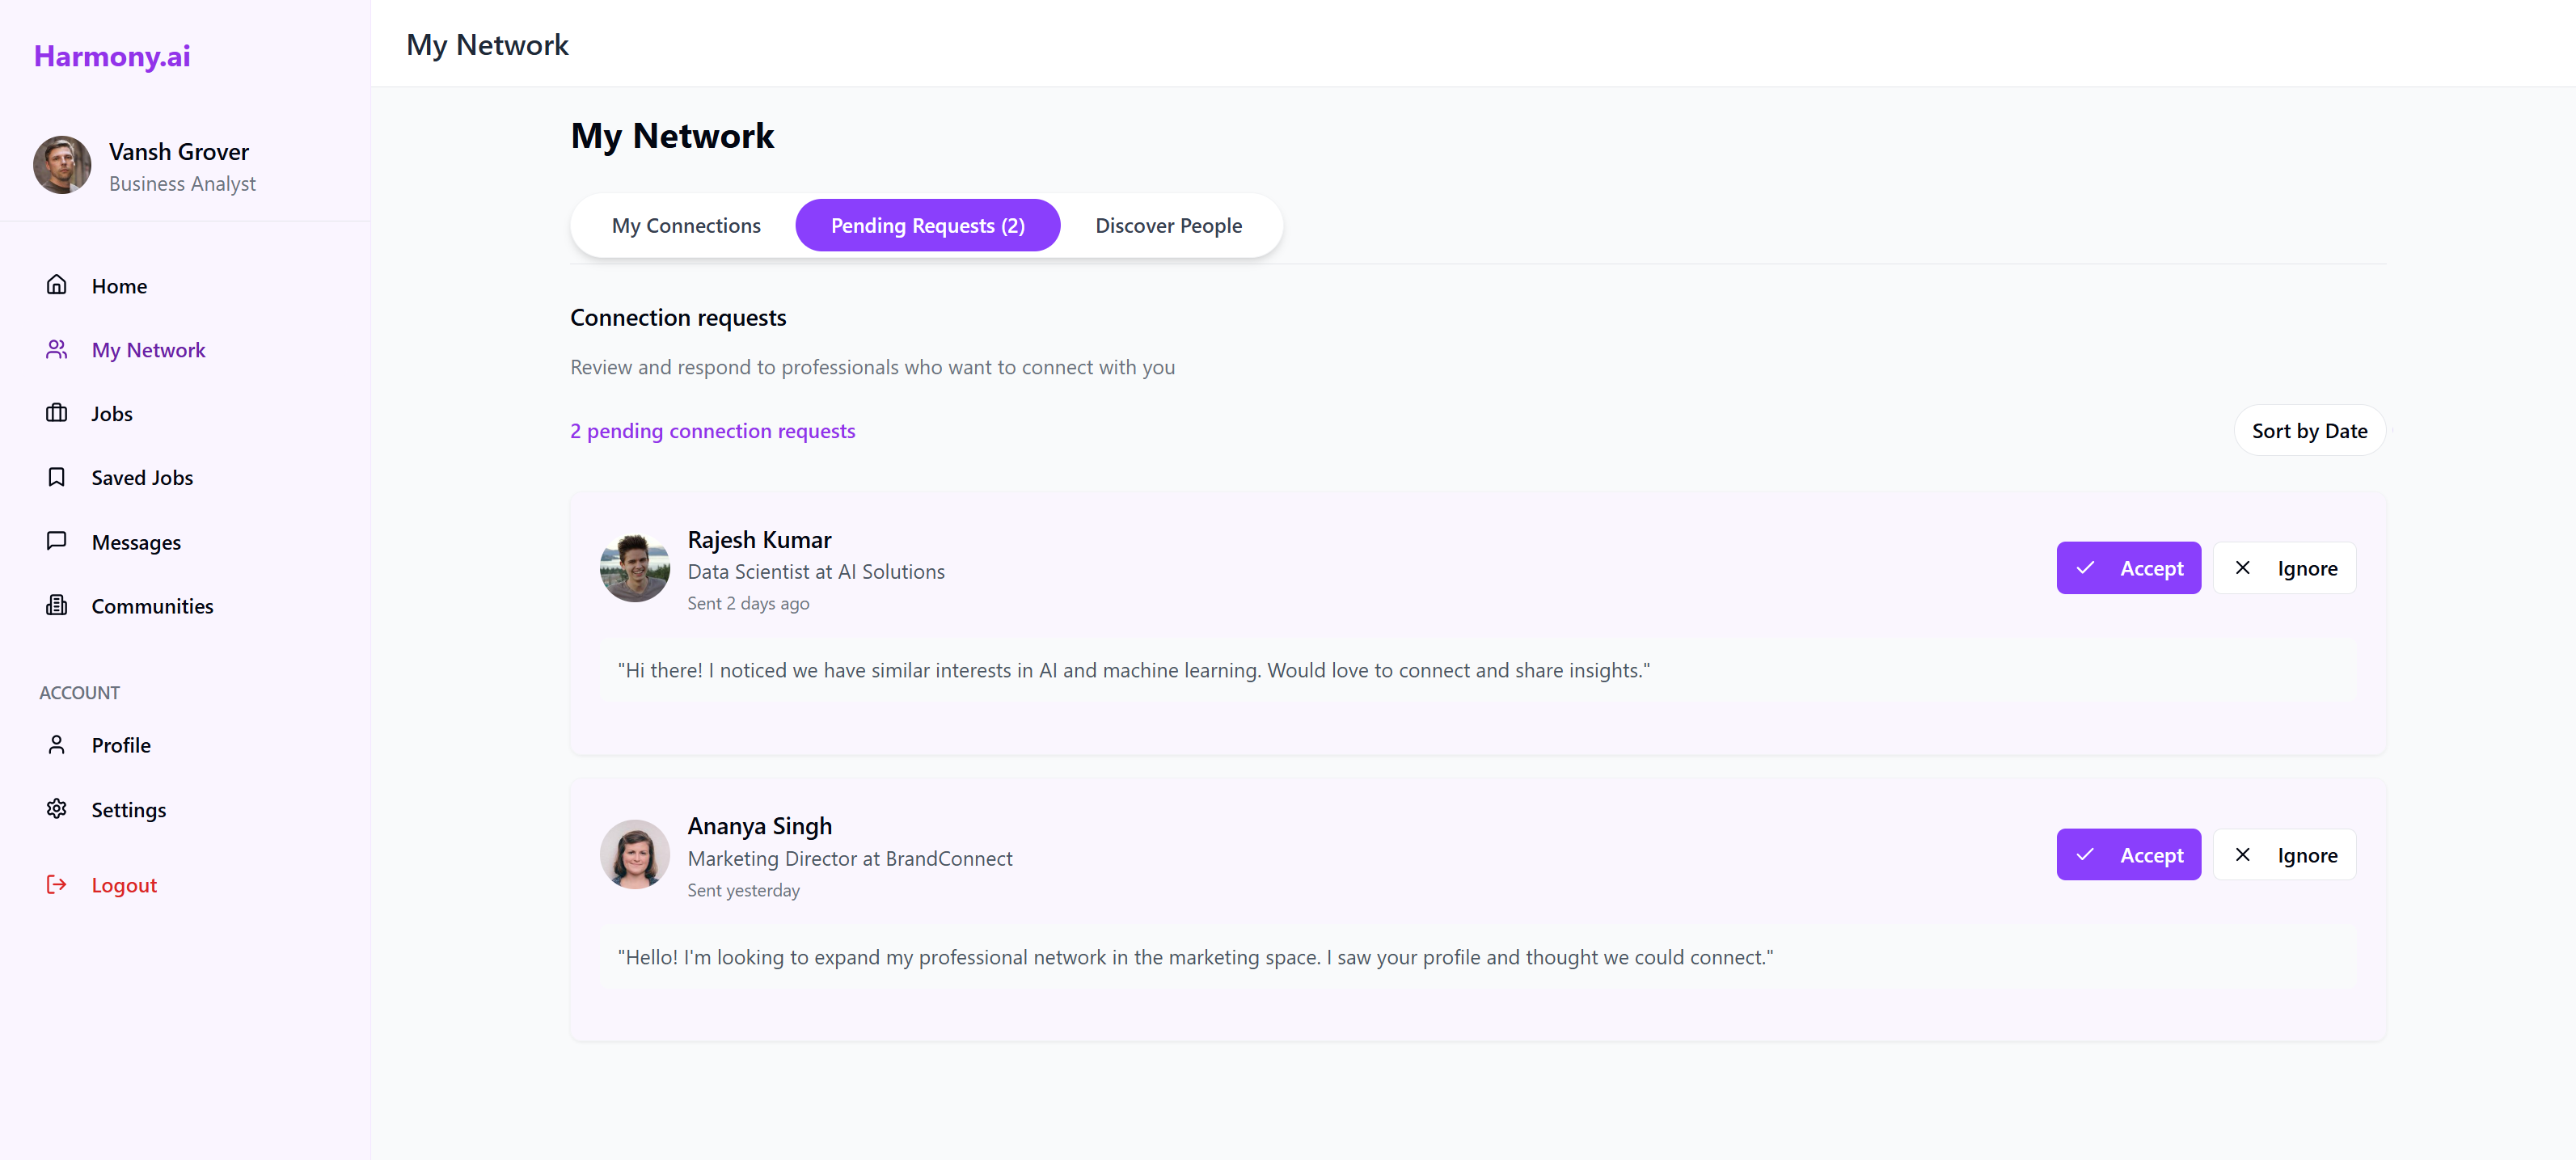 Harmony.ai
My Network
Vansh Grover
Business Analyst
Home
My Network
Jobs
Saved Jobs
Messages
Communities
ACCOUNT
Profile
Settings
Logout
My Network
My Connections
Pending Requests (2)
Discover People
Connection requests
Review and respond to professionals who want to connect with you
2 pending connection requests
Sort by Date
Rajesh Kumar
Data Scientist at AI Solutions
Sent 2 days ago
Accept
Ignore
"Hi there! I noticed we have similar interests in AI and machine learning. Would love to connect and share insights."
Ananya Singh
Marketing Director at BrandConnect
Sent yesterday
Accept
Ignore
"Hello! I'm looking to expand my professional network in the marketing space. I saw your profile and thought we could connect."